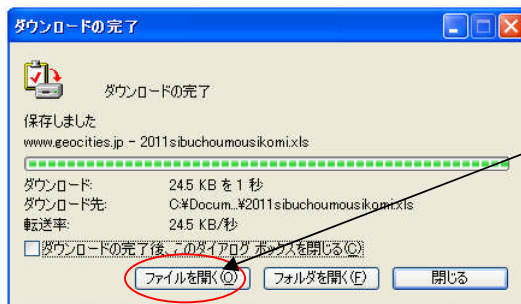 ダウンロードの完了
ダウンロードの完了
保存しました
www.geocities.jp - 2011sibuchoumousikomi.xls
ダウンロード: 24.5 KB を 1 秒
ダウンロード先: C:¥Docum...¥2011sibuchoumousikomi.xls
転送率: 24.5 KB/秒
ダウンロードの完了後、このダイアログ ボックスを閉じる(C)
ファイルを開く(O) フォルダを開く(F) 閉じる